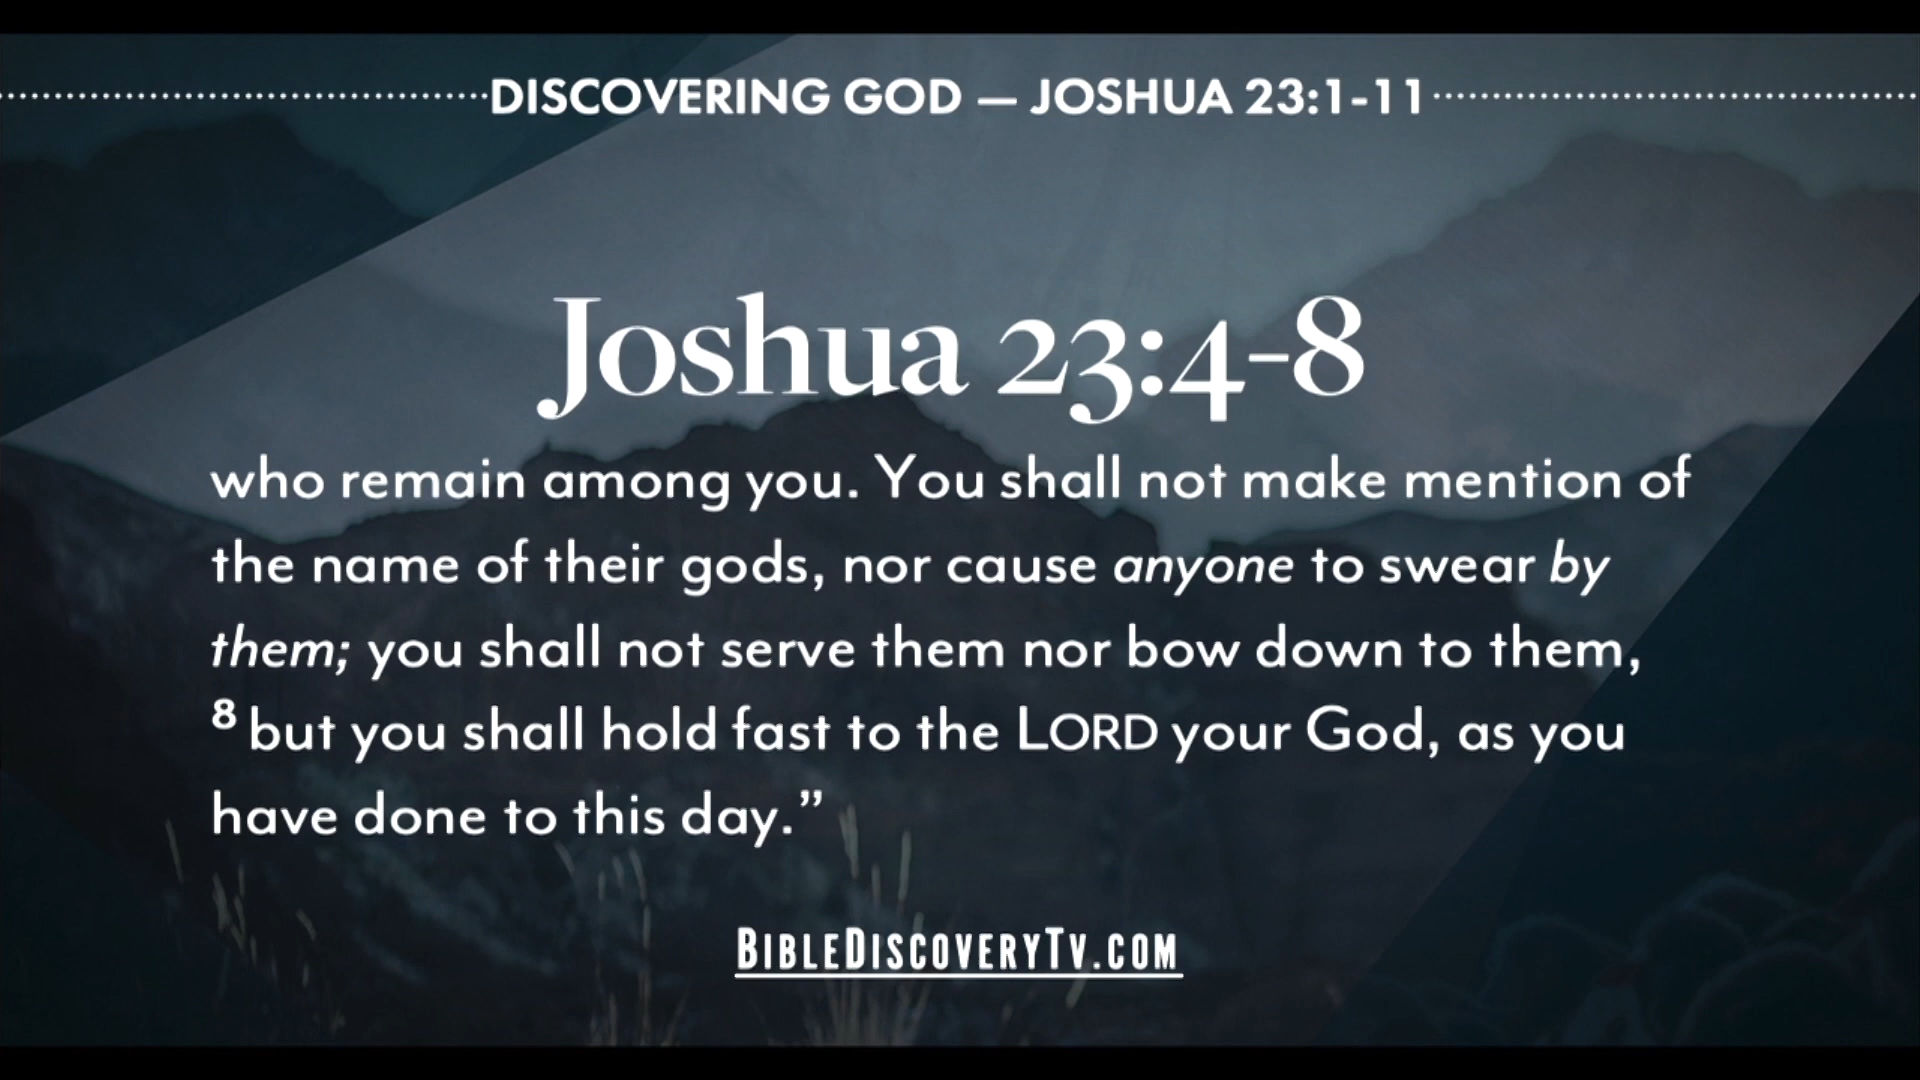 DISCOVERING GOD — JOSHUA 23:1-11
Joshua 23:4-8
who remain among you. You shall not make mention of
the name of their gods, nor cause anyone to swear by
them; you shall not serve them nor bow down to them,
8 but you shall hold fast to the LORD your God, as you
have done to this day.”
BIBLEDISCOVERYTV.COM